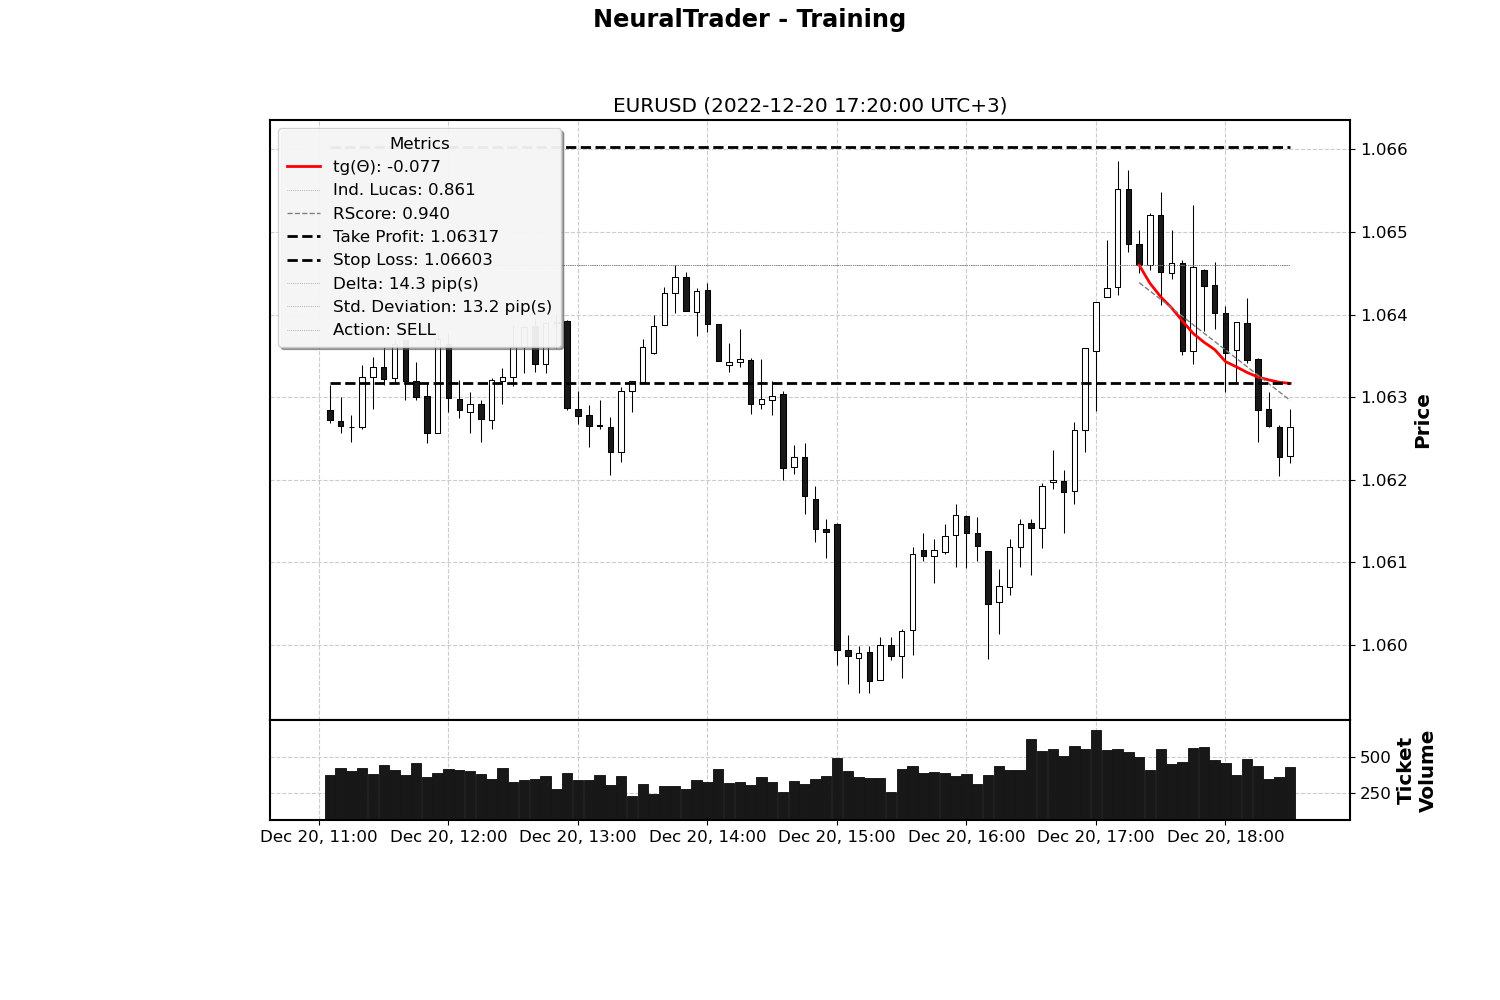 NeuralTrader - Training
EURUSD (2022-12-20 17:20:00 UTC+3)
Metrics
tg(Θ): -0.077
Ind. Lucas: 0.861
RScore: 0.940
Take Profit: 1.06317
Stop Loss: 1.06603
Delta: 14.3 pip(s)
Std. Deviation: 13.2 pip(s)
Action: SELL
1.066
1.065
1.064
1.063
1.062
1.061
1.060
Price
500
250
Ticket
Volume
Dec 20, 11:00
Dec 20, 12:00
Dec 20, 13:00
Dec 20, 14:00
Dec 20, 15:00
Dec 20, 16:00
Dec 20, 17:00
Dec 20, 18:00